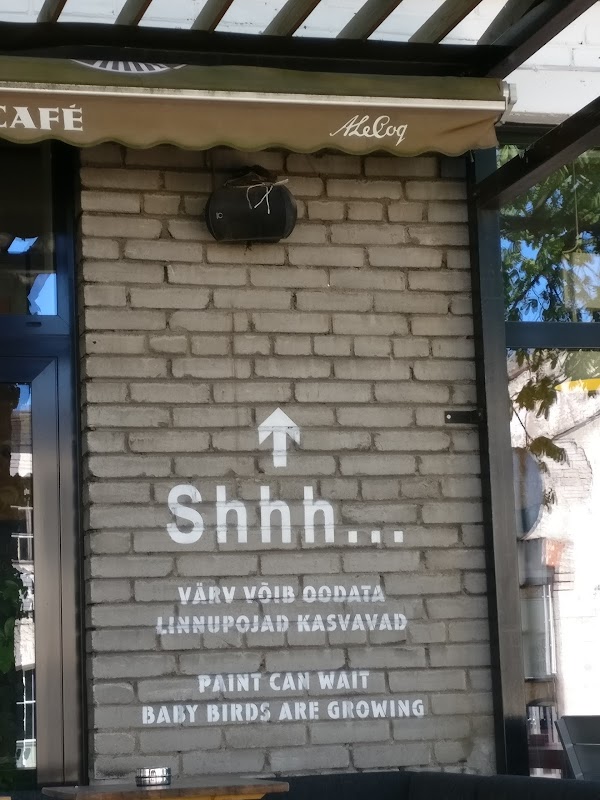 CAFÉ
ALeCoq
Shhh...
VÄRV VÕIB OODATA
LINNUPOJAD KASVAVAD
PAINT CAN WAIT
BABY BIRDS ARE GROWING